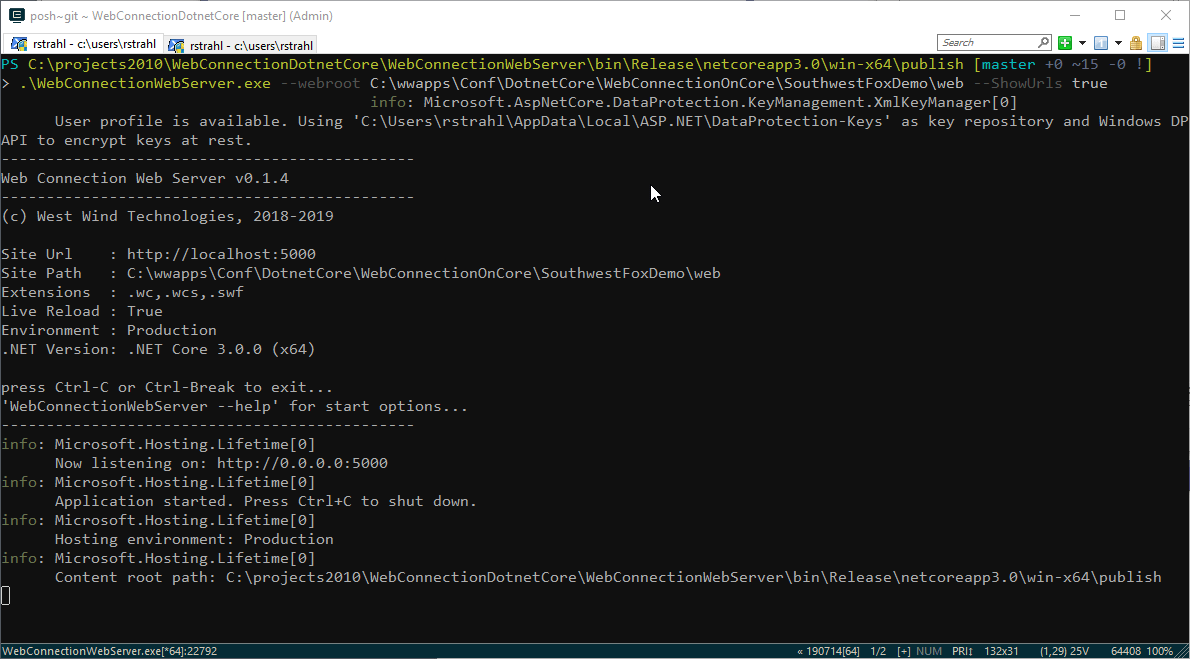 posh~git ~ WebConnectionDotnetCore [master] (Admin)
rstrahl - c:\users\rstrahl
rstrahl - c:\users\rstrahl
Search
PS C:\projects2010\WebConnectionDotnetCore\WebConnectionWebServer\bin\Release\netcoreapp3.0\win-x64\publish [master +0 ~15 -0 !]
> .\WebConnectionWebServer.exe --webroot C:\wwapps\Conf\DotnetCore\WebConnectionOnCore\SouthwestFoxDemo\web --ShowUrls true
info: Microsoft.AspNetCore.DataProtection.KeyManagement.XmlKeyManager[0]
User profile is available. Using 'C:\Users\rstrahl\AppData\Local\ASP.NET\DataProtection-Keys' as key repository and Windows DP
API to encrypt keys at rest.
----------------------------------------------
Web Connection Web Server v0.1.4
----------------------------------------------
(c) West Wind Technologies, 2018-2019
Site Url    : http://localhost:5000
Site Path   : C:\wwapps\Conf\DotnetCore\WebConnectionOnCore\SouthwestFoxDemo\web
Extensions  : .wc,.wcs,.swf
Live Reload : True
Environment : Production
.NET Version: .NET Core 3.0.0 (x64)
press Ctrl-C or Ctrl-Break to exit...
'WebConnectionWebServer --help' for start options...
----------------------------------------------
info: Microsoft.Hosting.Lifetime[0]
Now listening on: http://0.0.0.0:5000
info: Microsoft.Hosting.Lifetime[0]
Application started. Press Ctrl+C to shut down.
info: Microsoft.Hosting.Lifetime[0]
Hosting environment: Production
info: Microsoft.Hosting.Lifetime[0]
Content root path: C:\projects2010\WebConnectionDotnetCore\WebConnectionWebServer\bin\Release\netcoreapp3.0\win-x64\publish
WebConnectionWebServer.exe[*64]:22792 « 190714[64] 1/2 [+] NUM PRI↕ 132x31 (1,29) 25V 64408 100%